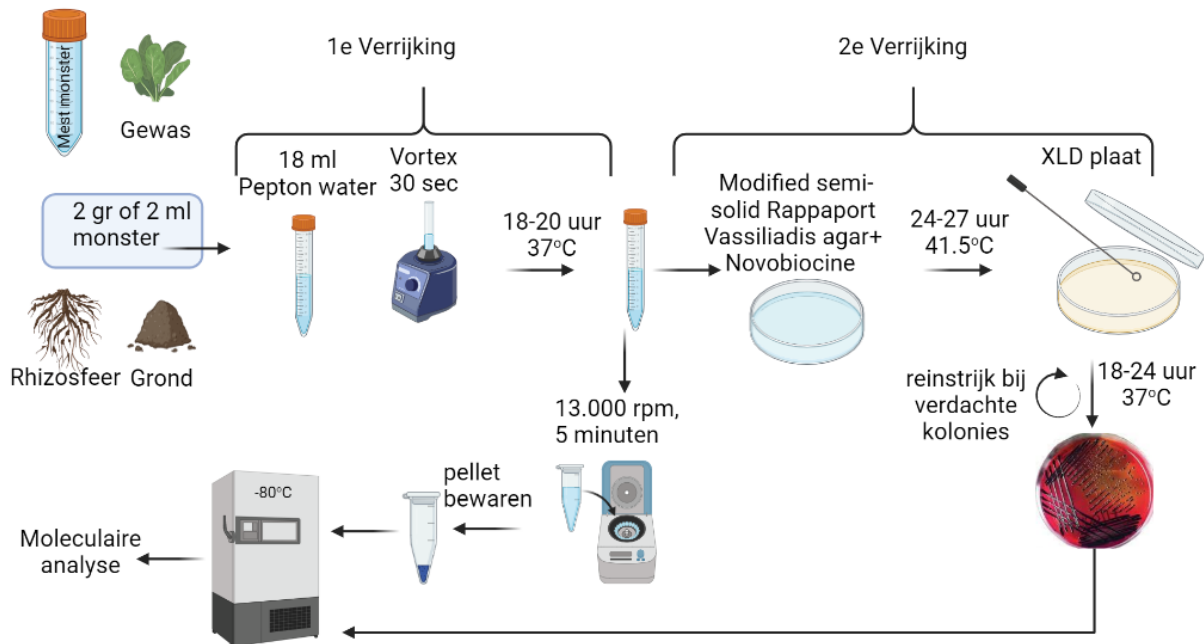 1e Verrijking
2e Verrijking
Mest monster
Gewas
18 ml
Pepton water
Vortex
30 sec
XLD plaat
2 gr of 2 ml
monster
18-20 uur
37°C
Modified semi-
solid Rappaport
Vassiliadis agar+
Novobiocine
24-27 uur
41.5°C
Rhizosfeer
Grond
13.000 rpm,
5 minuten
reinstrijk bij
verdachte
kolonies
18-24 uur
37°C
pellet
bewaren
-80°C
Moleculaire
analyse